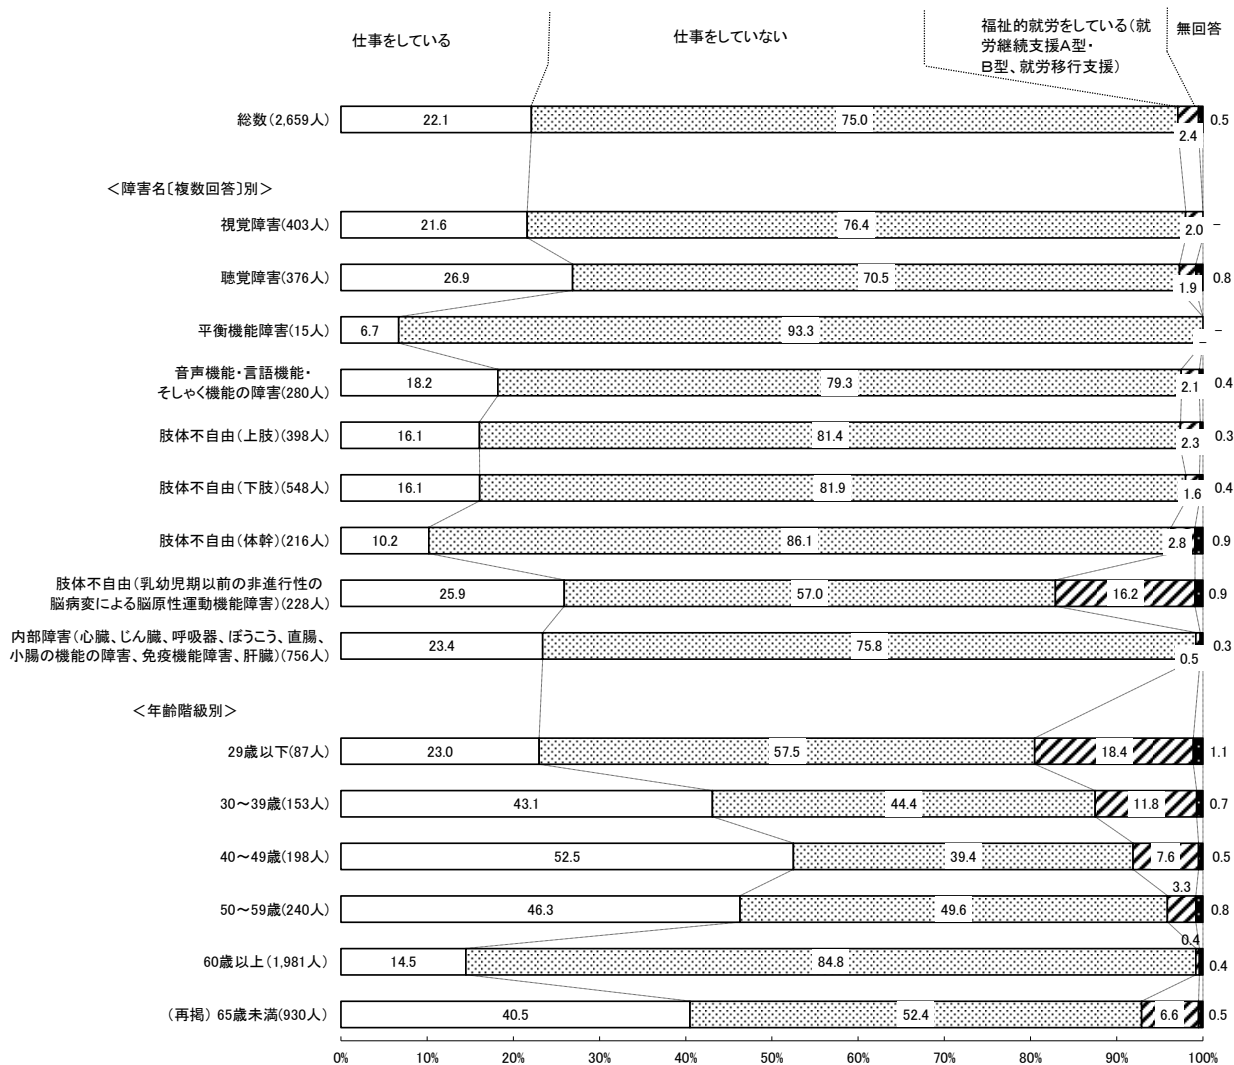 仕事をしている
仕事をしていない
福祉的就労をしている(就
労継続支援A型・
B型、就労移行支援)
無回答
総数(2,659人)
22.1
75.0
2.4
0.5
＜障害名〔複数回答〕別＞
視覚障害(403人)
21.6
76.4
2.0
–
聴覚障害(376人)
26.9
70.5
1.9
0.8
平衡機能障害(15人)
6.7
93.3
–
–
音声機能・言語機能・
そしゃく機能の障害(280人)
18.2
79.3
2.1
0.4
肢体不自由(上肢)(398人)
16.1
81.4
2.3
0.3
肢体不自由(下肢)(548人)
16.1
81.9
1.6
0.4
肢体不自由(体幹)(216人)
10.2
86.1
2.8
0.9
肢体不自由(乳幼児期以前の非進行性の
脳病変による脳原性運動機能障害)(228人)
25.9
57.0
16.2
0.9
内部障害(心臓、じん臓、呼吸器、ぼうこう、直腸、
小腸の機能の障害、免疫機能障害、肝臓)(756人)
23.4
75.8
0.5
0.3
＜年齢階級別＞
29歳以下(87人)
23.0
57.5
18.4
1.1
30～39歳(153人)
43.1
44.4
11.8
0.7
40～49歳(198人)
52.5
39.4
7.6
0.5
50～59歳(240人)
46.3
49.6
3.3
0.8
60歳以上(1,981人)
14.5
84.8
0.4
0.4
(再掲) 65歳未満(930人)
40.5
52.4
6.6
0.5
0%
10%
20%
30%
40%
50%
60%
70%
80%
90%
100%